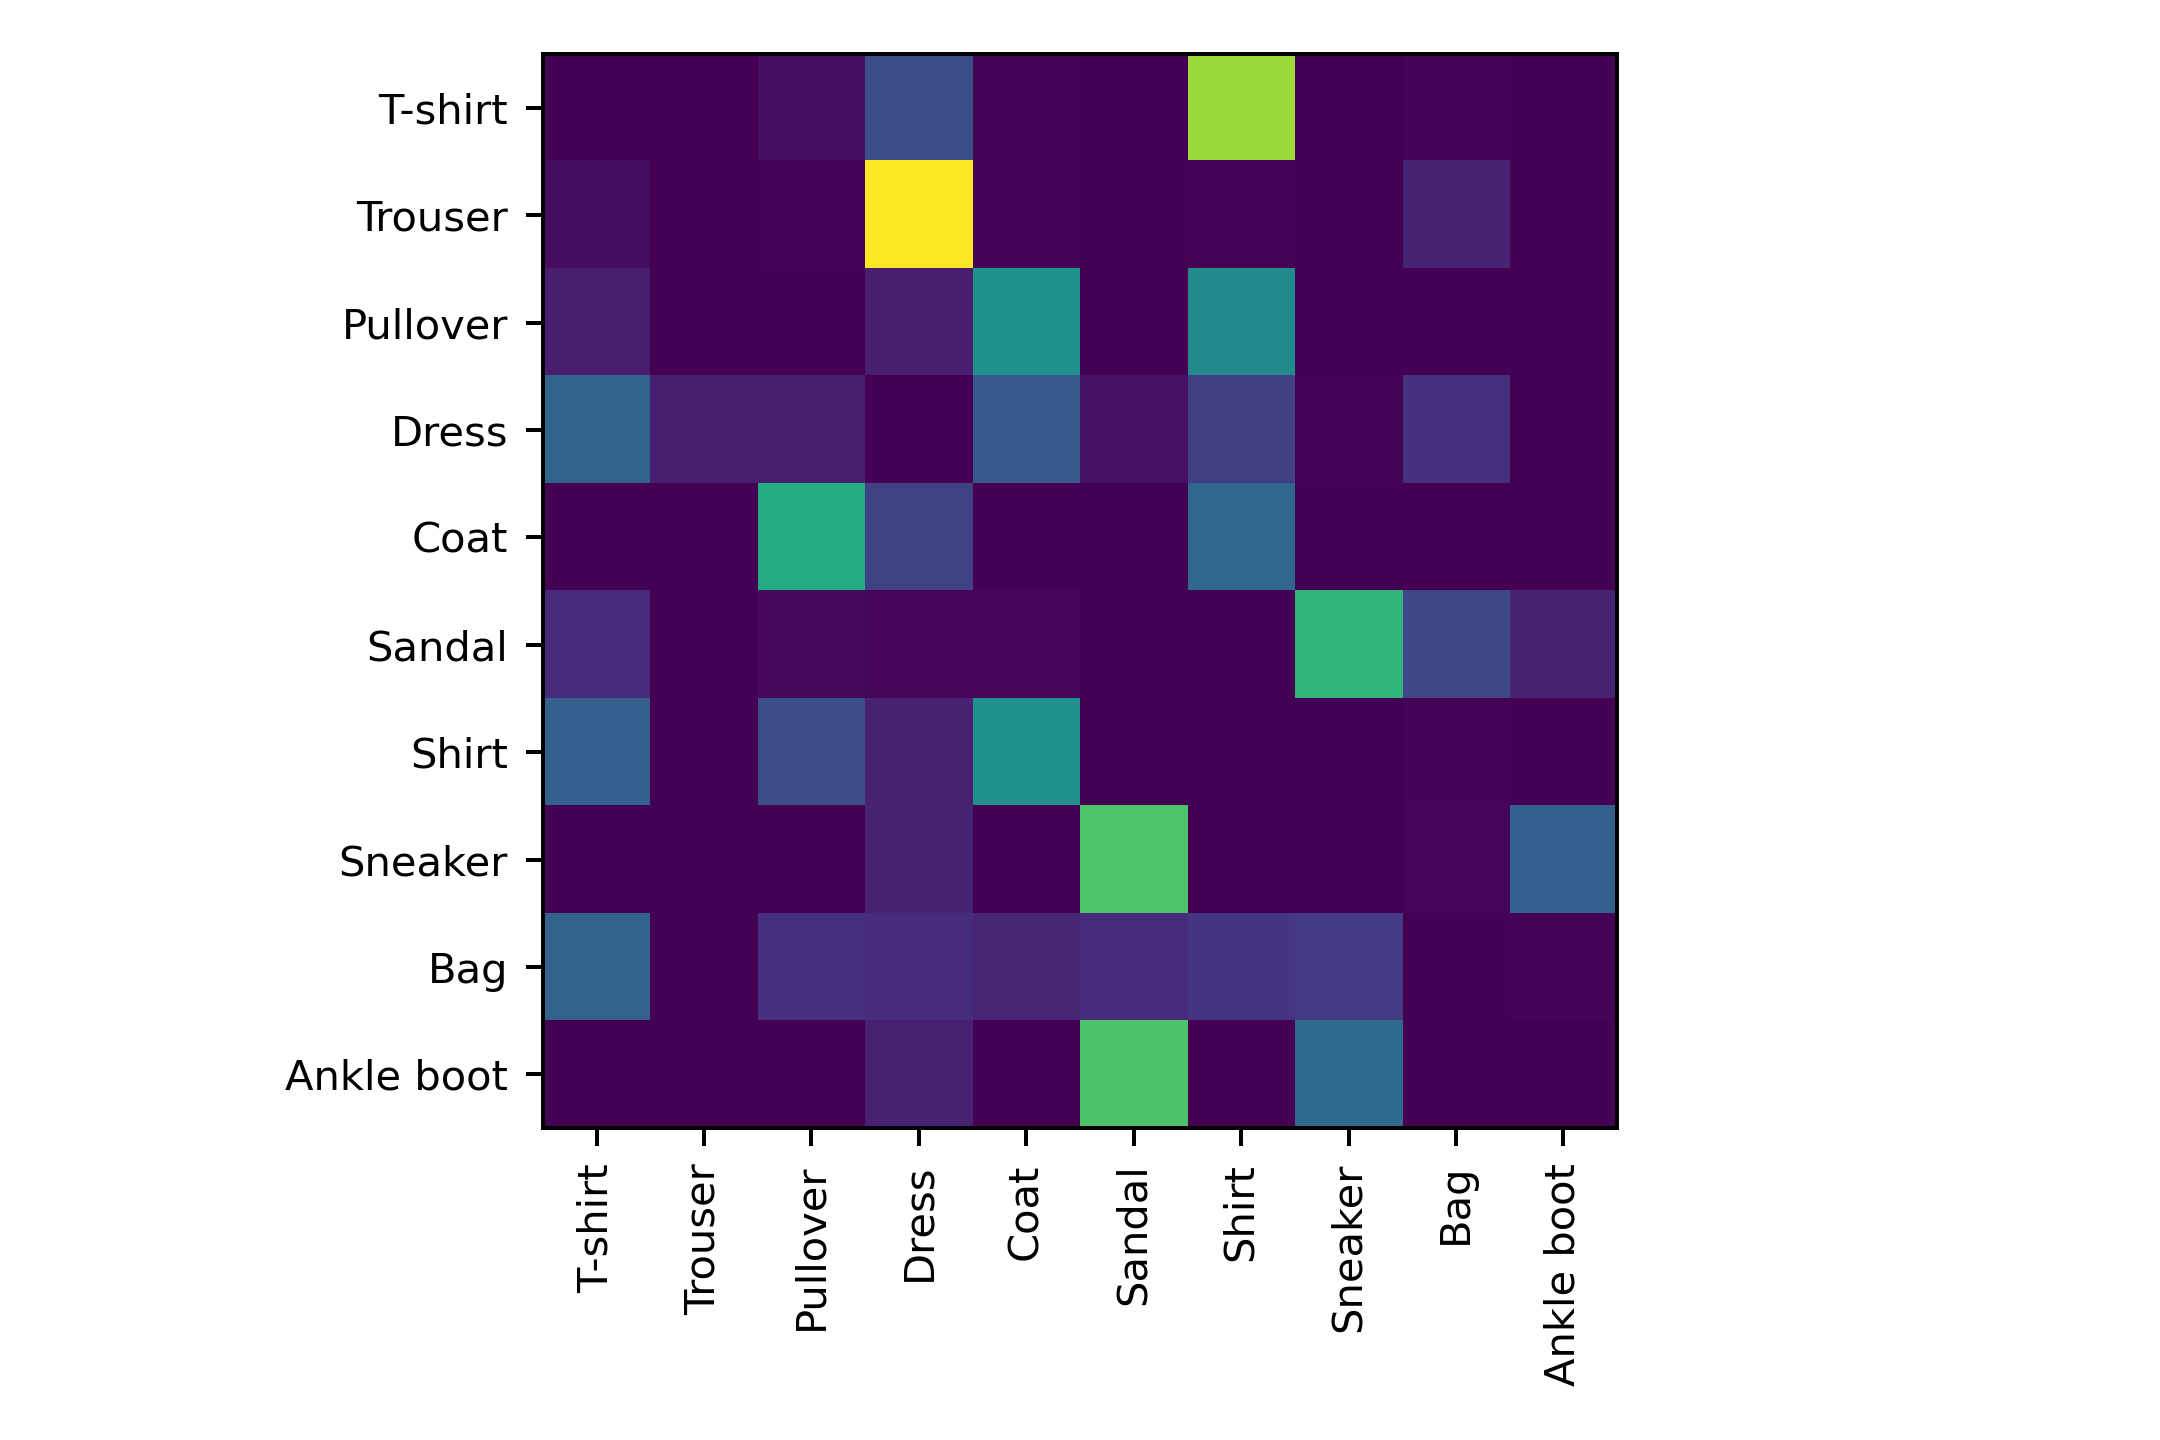 T-shirt
Trouser
Pullover
Dress
Coat
Sandal
Shirt
Sneaker
Bag
Ankle boot
T-shirt
Trouser
Pullover
Dress
Coat
Sandal
Shirt
Sneaker
Bag
Ankle boot